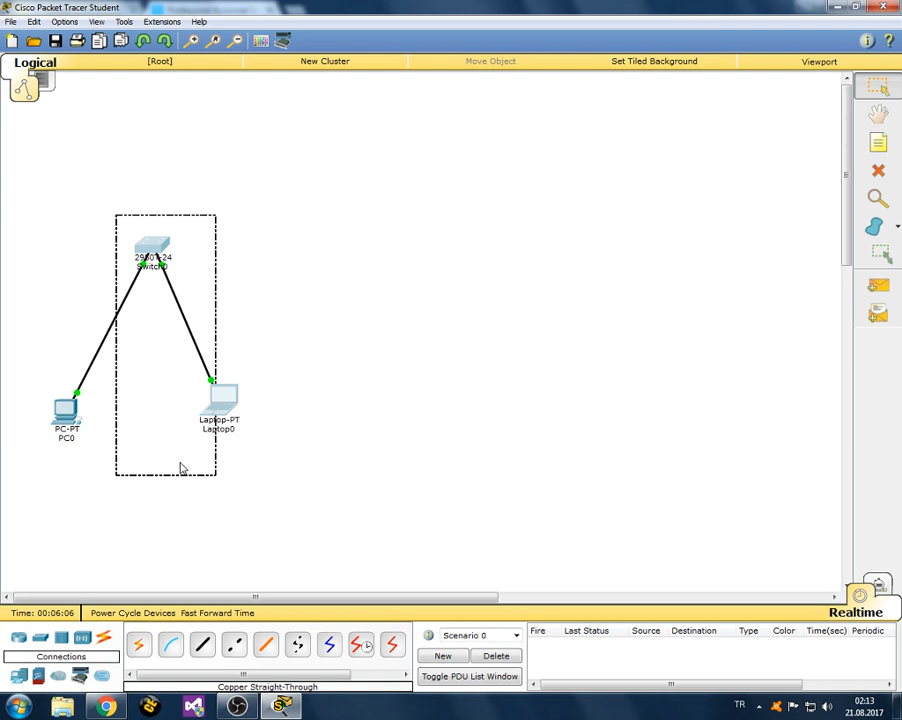 Cisco Packet Tracer Student
File Edit Options View Tools Extensions Help
Logical [Root] New Cluster Move Object Set Tiled Background Viewport
Switch0
PC-PT
PC0
Laptop-PT
Laptop0
Time: 00:06:06 Power Cycle Devices Fast Forward Time
Realtime
Connections
Copper Straight-Through
Scenario 0
New Delete
Toggle PDU List Window
Fire Last Status Source Destination Type Color Time(sec) Periodic
TR
02:13
21.08.2017